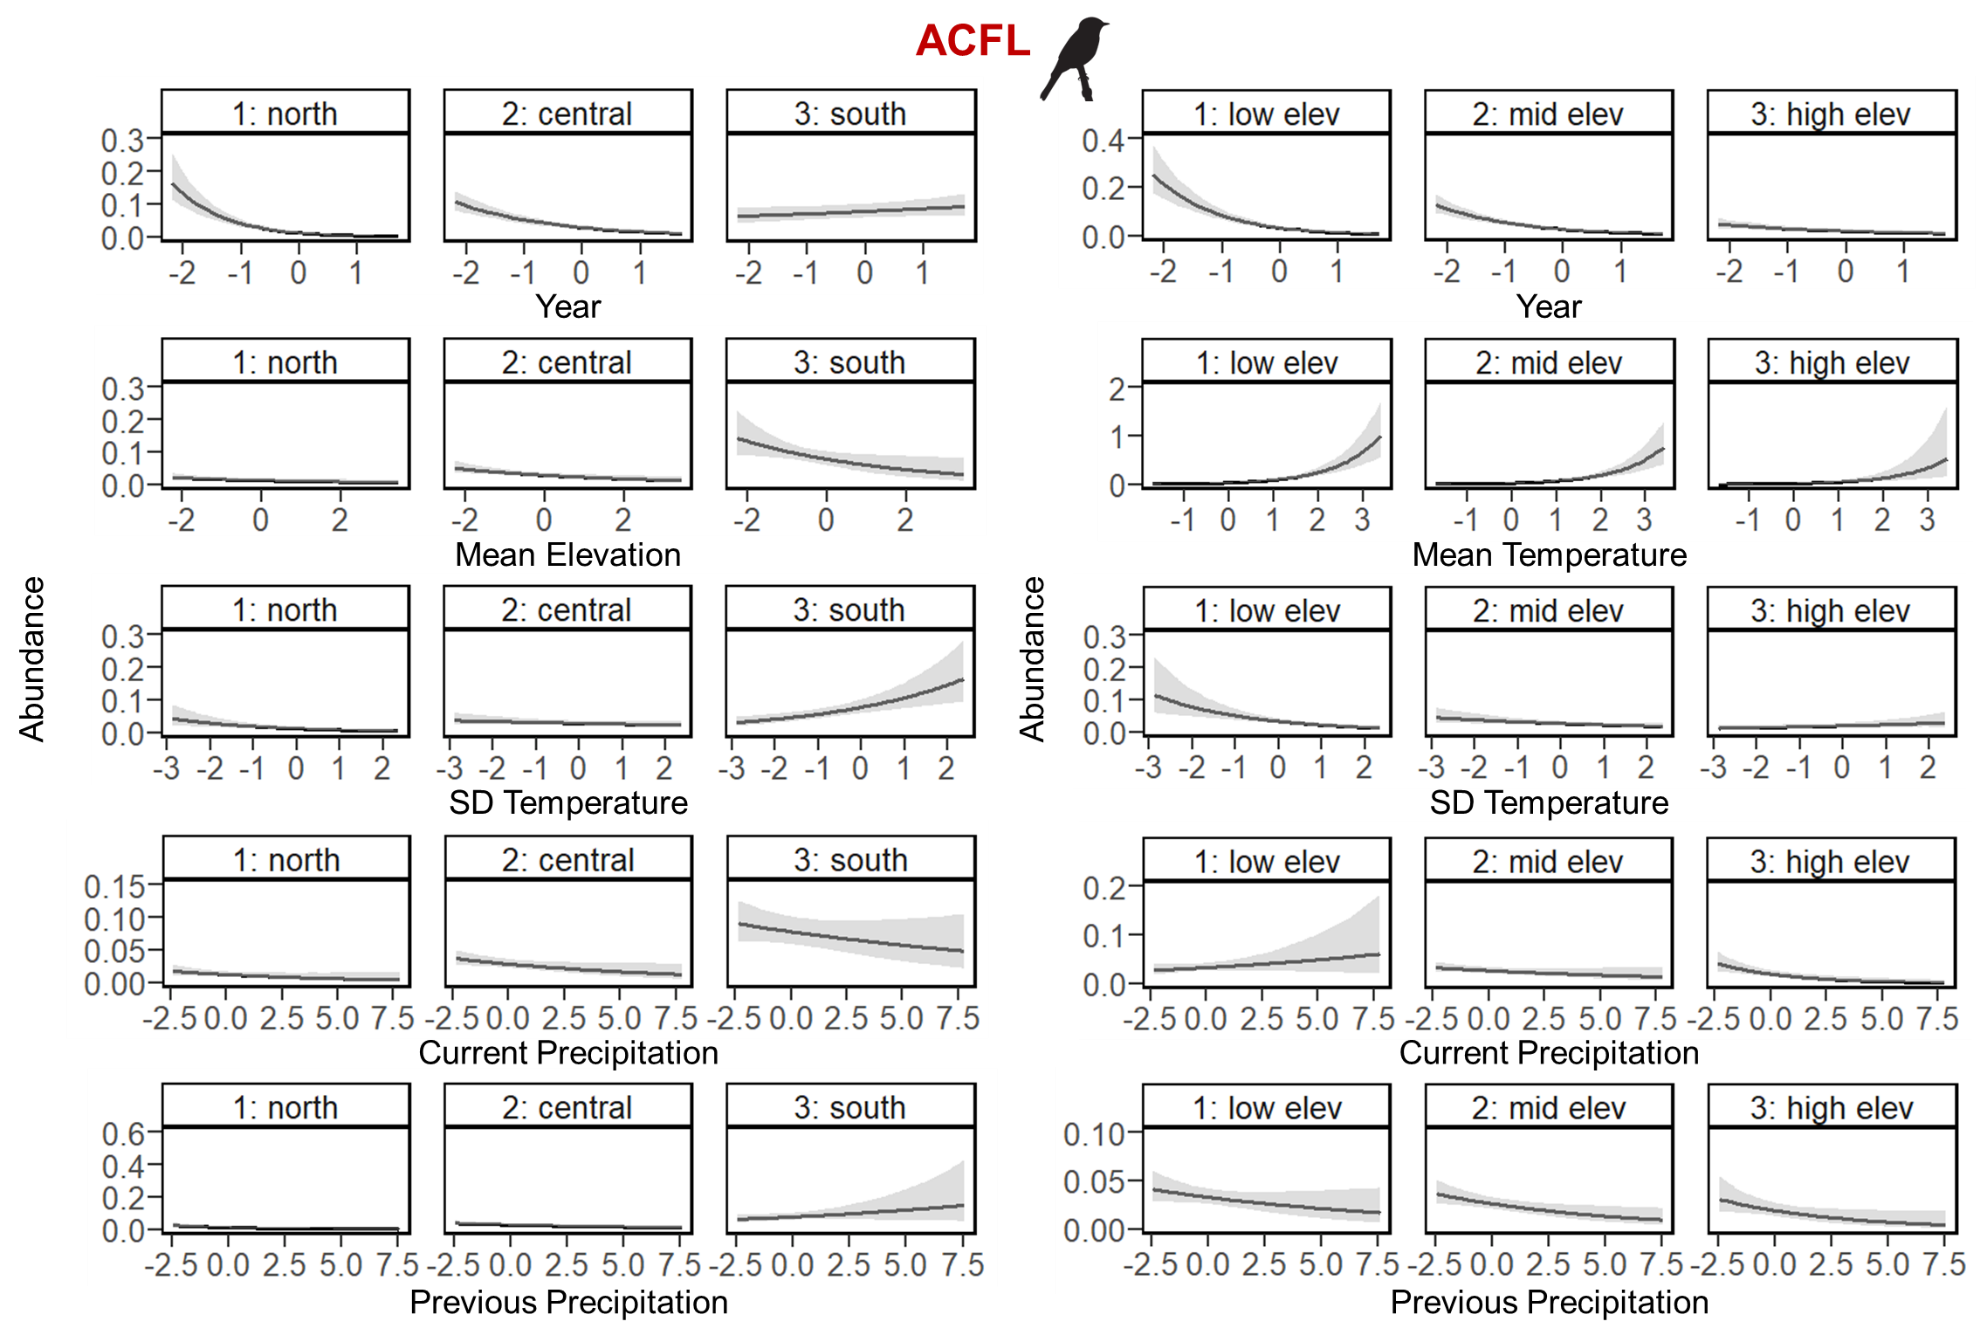 ACFL
1: north 2: central 3: south
0.3
0.2
0.1
0.0
-2 -1 0 1 -2 -1 0 1 -2 -1 0 1
Year
1: north 2: central 3: south
0.3
0.2
0.1
0.0
-2 0 2 -2 0 2 -2 0 2
Mean Elevation
Abundance
1: north 2: central 3: south
0.3
0.2
0.1
0.0
-3 -2 -1 0 1 2 -3 -2 -1 0 1 2 -3 -2 -1 0 1 2
SD Temperature
1: north 2: central 3: south
0.15
0.10
0.05
0.00
-2.5 0.0 2.5 5.0 7.5 -2.5 0.0 2.5 5.0 7.5 -2.5 0.0 2.5 5.0 7.5
Current Precipitation
1: north 2: central 3: south
0.6
0.4
0.2
0.0
-2.5 0.0 2.5 5.0 7.5 -2.5 0.0 2.5 5.0 7.5 -2.5 0.0 2.5 5.0 7.5
Previous Precipitation
1: low elev 2: mid elev 3: high elev
0.4
0.2
0.0
-2 -1 0 1 -2 -1 0 1 -2 -1 0 1
Year
1: low elev 2: mid elev 3: high elev
2
1
0
-1 0 1 2 3 -1 0 1 2 3 -1 0 1 2 3
Mean Temperature
Abundance
1: low elev 2: mid elev 3: high elev
0.3
0.2
0.1
0.0
-3 -2 -1 0 1 2 -3 -2 -1 0 1 2 -3 -2 -1 0 1 2
SD Temperature
1: low elev 2: mid elev 3: high elev
0.2
0.1
0.0
-2.5 0.0 2.5 5.0 7.5 -2.5 0.0 2.5 5.0 7.5 -2.5 0.0 2.5 5.0 7.5
Current Precipitation
1: low elev 2: mid elev 3: high elev
0.10
0.05
0.00
-2.5 0.0 2.5 5.0 7.5 -2.5 0.0 2.5 5.0 7.5 -2.5 0.0 2.5 5.0 7.5
Previous Precipitation